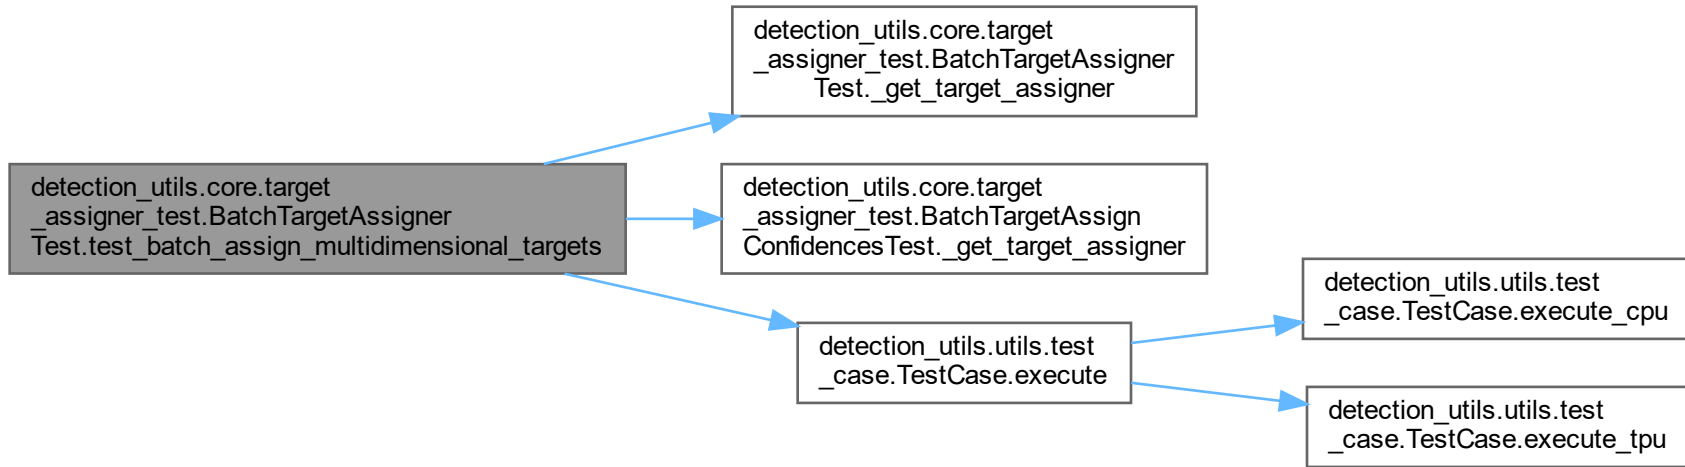 detection_utils.core.target
_assigner_test.BatchTargetAssigner
Test._get_target_assigner
detection_utils.core.target
_assigner_test.BatchTargetAssigner
Test.test_batch_assign_multidimensional_targets
detection_utils.core.target
_assigner_test.BatchTargetAssign
ConfidencesTest._get_target_assigner
detection_utils.utils.test
_case.TestCase.execute
detection_utils.utils.test
_case.TestCase.execute_cpu
detection_utils.utils.test
_case.TestCase.execute_tpu